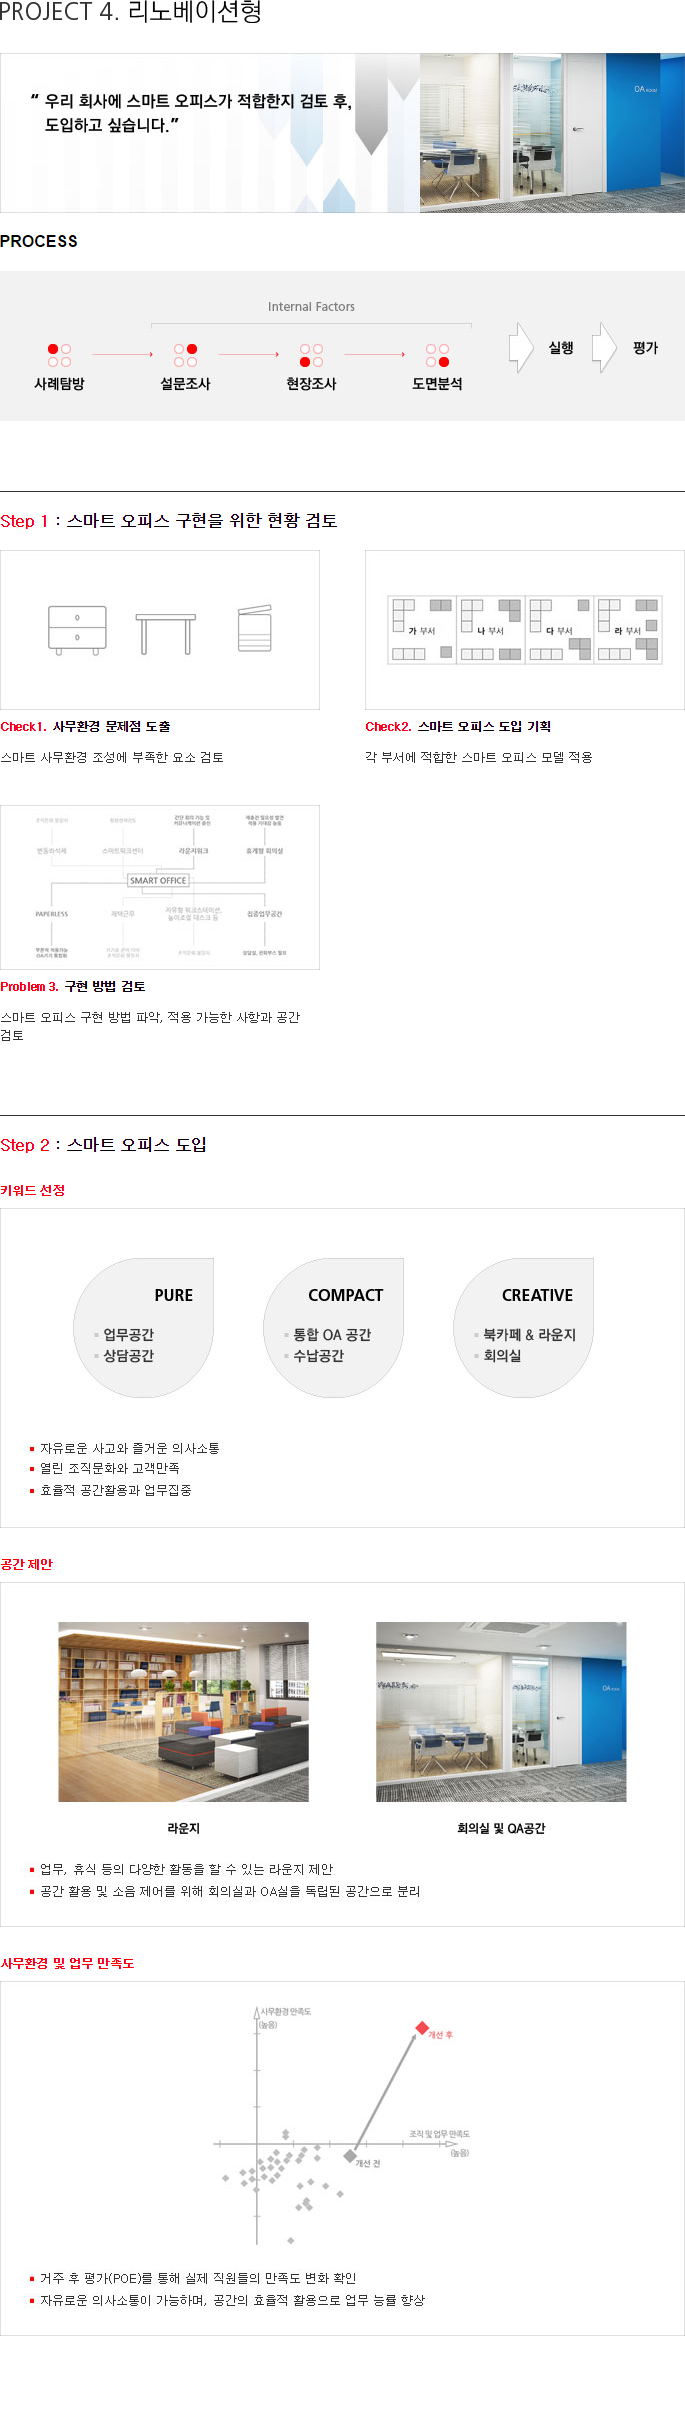 PROJECT 4. 리노베이션형
“ 우리 회사에 스마트 오피스가 적합한지 검토 후,
도입하고 싶습니다.”
OA ROOM
PROCESS
Internal Factors
사례탐방
설문조사
현장조사
도면분석
실행
평가
Step 1 : 스마트 오피스 구현을 위한 현황 검토
가 부서
나 부서
다 부서
라 부서
Check1. 사무환경 문제점 도출
스마트 사무환경 조성에 부족한 요소 검토
Check2. 스마트 오피스 도입 기획
각 부서에 적합한 스마트 오피스 모델 적용
변동좌석제
스마트워크센터
라운지워크
휴게형 회의실
SMART OFFICE
PAPERLESS
재택근무
자유형 워크스테이션,
높이조절 데스크 등
집중업무공간
상담실, 전화부스 필요
Problem 3. 구현 방법 검토
스마트 오피스 구현 방법 파악, 적용 가능한 사항과 공간
검토
Step 2 : 스마트 오피스 도입
키워드 선정
PURE
업무공간
상담공간
COMPACT
통합 OA 공간
수납공간
CREATIVE
북카페 & 라운지
회의실
자유로운 사고와 즐거운 의사소통
열린 조직문화와 고객만족
효율적 공간활용과 업무집중
공간 제안
라운지
회의실 및 OA공간
업무, 휴식 등의 다양한 활동을 할 수 있는 라운지 제안
공간 활용 및 소음 제어를 위해 회의실과 OA실을 독립된 공간으로 분리
사무환경 및 업무 만족도
사무환경 만족도
(높음)
개선 후
조직 및 업무 만족도
(높음)
개선 전
거주 후 평가(POE)를 통해 실제 직원들의 만족도 변화 확인
자유로운 의사소통이 가능하며, 공간의 효율적 활용으로 업무 능률 향상